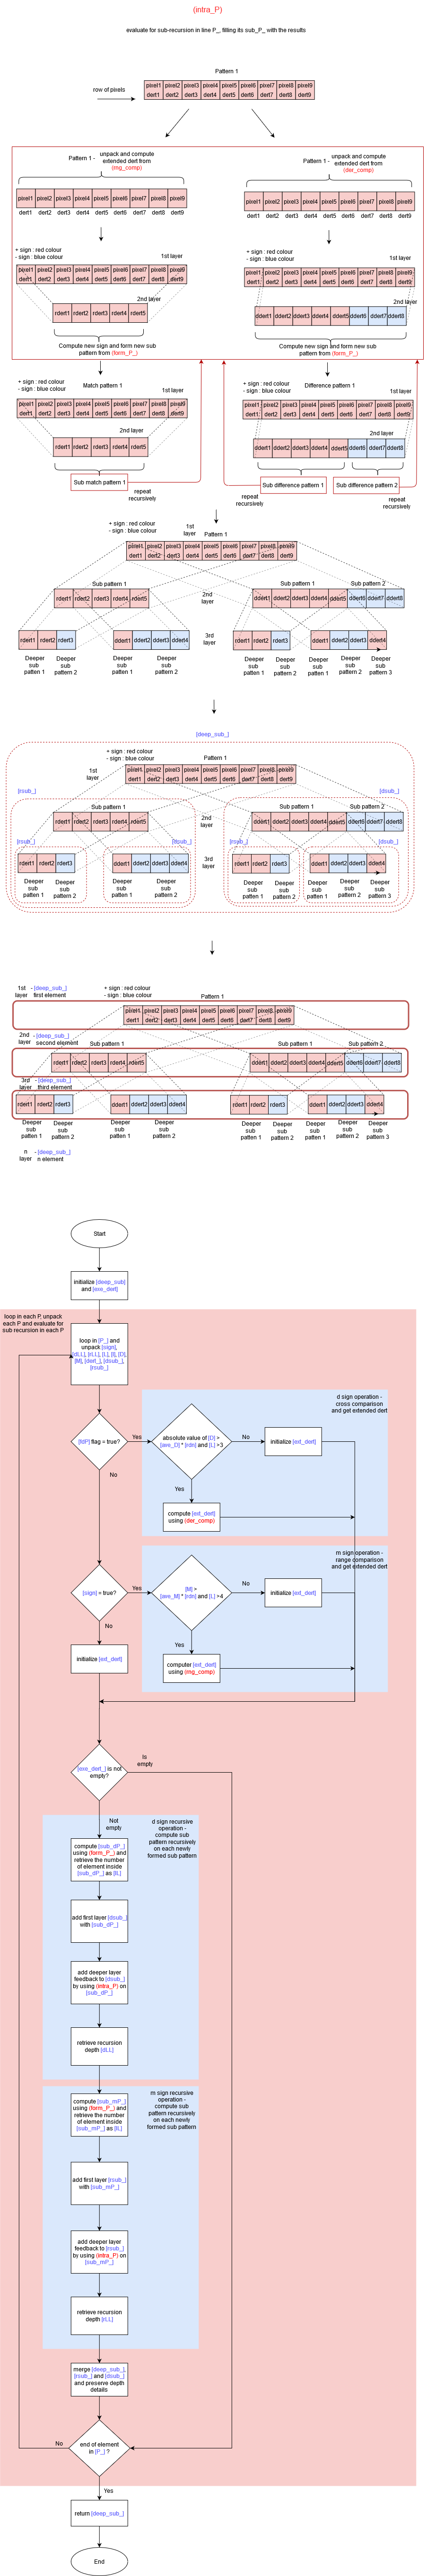 (intra_P)
evaluate for sub-recursion in line P_, filling its sub_P_ with the results
Pattern 1
row of pixels
pixel1 pixel2 pixel3 pixel4 pixel5 pixel6 pixel7 pixel8 pixel9
dert1 dert2 dert3 dert4 dert5 dert6 dert7 dert8 dert9
Pattern 1 -
unpack and compute
extended dert from
(rng_comp)
pixel1 pixel2 pixel3 pixel4 pixel5 pixel6 pixel7 pixel8 pixel9
dert1 dert2 dert3 dert4 dert5 dert6 dert7 dert8 dert9
+ sign : red colour
- sign : blue colour
1st layer
pixel1 pixel2 pixel3 pixel4 pixel5 pixel6 pixel7 pixel8 pixel9
dert1 dert2 dert3 dert4 dert5 dert6 dert7 dert8 dert9
2nd layer
rdert1 rdert2 rdert3 rdert4 rdert5
Compute new sign and form new sub
pattern from (form_P_)
Pattern 1 -
unpack and compute
extended dert from
(der_comp)
pixel1 pixel2 pixel3 pixel4 pixel5 pixel6 pixel7 pixel8 pixel9
dert1 dert2 dert3 dert4 dert5 dert6 dert7 dert8 dert9
+ sign : red colour
- sign : blue colour
1st layer
pixel1 pixel2 pixel3 pixel4 pixel5 pixel6 pixel7 pixel8 pixel9
dert1 dert2 dert3 dert4 dert5 dert6 dert7 dert8 dert9
2nd layer
ddert1 ddert2 ddert3 ddert4 ddert5 ddert6 ddert7 ddert8
Compute new sign and form new sub
pattern from (form_P_)
+ sign : red colour
- sign : blue colour
Match pattern 1
1st layer
pixel1 pixel2 pixel3 pixel4 pixel5 pixel6 pixel7 pixel8 pixel9
dert1 dert2 dert3 dert4 dert5 dert6 dert7 dert8 dert9
2nd layer
rdert1 rdert2 rdert3 rdert4 rdert5
Sub match pattern 1
repeat
recursively
+ sign : red colour
- sign : blue colour
Difference pattern 1
1st layer
pixel1 pixel2 pixel3 pixel4 pixel5 pixel6 pixel7 pixel8 pixel9
dert1 dert2 dert3 dert4 dert5 dert6 dert7 dert8 dert9
2nd layer
ddert1 ddert2 ddert3 ddert4 ddert5 ddert6 ddert7 ddert8
Sub difference pattern 1
Sub difference pattern 2
repeat
recursively
repeat
recursively
+ sign : red colour
- sign : blue colour
1st
layer
Pattern 1
pixel1 pixel2 pixel3 pixel4 pixel5 pixel6 pixel7 pixel8 pixel9
dert1 dert2 dert3 dert4 dert5 dert6 dert7 dert8 dert9
Sub pattern 1
2nd
layer
Sub pattern 1
Sub pattern 2
rdert1 rdert2 rdert3 rdert4 rdert5
ddert1 ddert2 ddert3 ddert4 ddert5 ddert6 ddert7 ddert8
3rd
layer
rdert1 rdert2 rdert3
ddert1 ddert2 ddert3 ddert4
rdert1 rdert2 rdert3
ddert1 ddert2 ddert3 ddert4
Deeper
sub
patten 1
Deeper
sub
pattern 2
Deeper
sub
patten 1
Deeper
sub
pattern 2
Deeper
sub
patten 1
Deeper
sub
pattern 2
Deeper
sub
patten 1
Deeper
sub
pattern 2
Deeper
sub
pattern 3
[deep_sub_]
+ sign : red colour
- sign : blue colour
Pattern 1
1st
layer
pixel1 pixel2 pixel3 pixel4 pixel5 pixel6 pixel7 pixel8 pixel9
dert1 dert2 dert3 dert4 dert5 dert6 dert7 dert8 dert9
[rsub_]
[dsub_]
Sub pattern 1
2nd
layer
Sub pattern 1
Sub pattern 2
rdert1 rdert2 rdert3 rdert4 rdert5
ddert1 ddert2 ddert3 ddert4 ddert5 ddert6 ddert7 ddert8
[rsub_]
[dsub_]
[rsub_]
[dsub_]
3rd
layer
rdert1 rdert2 rdert3
ddert1 ddert2 ddert3 ddert4
rdert1 rdert2 rdert3
ddert1 ddert2 ddert3 ddert4
Deeper
sub
patten 1
Deeper
sub
pattern 2
Deeper
sub
patten 1
Deeper
sub
pattern 2
Deeper
sub
patten 1
Deeper
sub
pattern 2
Deeper
sub
patten 1
Deeper
sub
pattern 2
Deeper
sub
pattern 3
1st
layer
- [deep_sub_]
first element
+ sign : red colour
- sign : blue colour
Pattern 1
pixel1 pixel2 pixel3 pixel4 pixel5 pixel6 pixel7 pixel8 pixel9
dert1 dert2 dert3 dert4 dert5 dert6 dert7 dert8 dert9
2nd
layer
- [deep_sub_]
second element
Sub pattern 1
Sub pattern 1
Sub pattern 2
rdert1 rdert2 rdert3 rdert4 rdert5
ddert1 ddert2 ddert3 ddert4 ddert5 ddert6 ddert7 ddert8
3rd
layer
- [deep_sub_]
third element
rdert1 rdert2 rdert3
ddert1 ddert2 ddert3 ddert4
rdert1 rdert2 rdert3
ddert1 ddert2 ddert3 ddert4
Deeper
sub
patten 1
Deeper
sub
pattern 2
Deeper
sub
patten 1
Deeper
sub
pattern 2
Deeper
sub
patten 1
Deeper
sub
pattern 2
Deeper
sub
patten 1
Deeper
sub
pattern 2
Deeper
sub
pattern 3
n
layer
- [deep_sub_]
n element
Start
initialize [deep_sub]
and [exe_dert]
loop in each P, unpack
each P and evaluate for
sub recursion in each P
loop in [P_] and
unpack [sign],
[dLL], [rLL], [L], [I], [D],
[M], [dert_], [dsub_],
[rsub_]
d sign operation -
cross comparison
and get extended dert
[fdP] flag = true?
Yes
No
absolute value of [D] >
[ave_D] * [rdn] and [L] >3
No
initialize [ext_dert]
Yes
compute [ext_dert]
using (der_comp)
m sign operation -
range comparison
and get extended dert
[sign] = true?
Yes
No
[M] >
[ave_M] * [rdn] and [L] >4
No
initialize [ext_dert]
Yes
computer [ext_dert]
using (rng_comp)
initialize [ext_dert]
[exe_dert_] is not
empty?
Is
empty
Not
empty
d sign recursive
operation -
compute sub
pattern recursively
on each newly
formed sub pattern
compute [sub_dP_]
using (form_P_) and
retrieve the number
of element inside
[sub_dP_] as [lL]
add first layer [dsub_]
with [sub_dP_]
add deeper layer
feedback to [dsub_]
by using (intra_P) on
[sub_dP_]
retrieve recursion
depth [dLL]
m sign recursive
operation -
compute sub
pattern recursively
on each newly
formed sub pattern
compute [sub_mP_]
using (form_P_) and
retrieve the number
of element inside
[sub_mP_] as [lL]
add first layer [rsub_]
with [sub_mP_]
add deeper layer
feedback to [rsub_]
by using (intra_P) on
[sub_mP_]
retrieve recursion
depth [rLL]
merge [deep_sub_],
[rsub_] and [dsub_]
and preserve depth
details
end of element
in [P_] ?
No
Yes
return [deep_sub_]
End